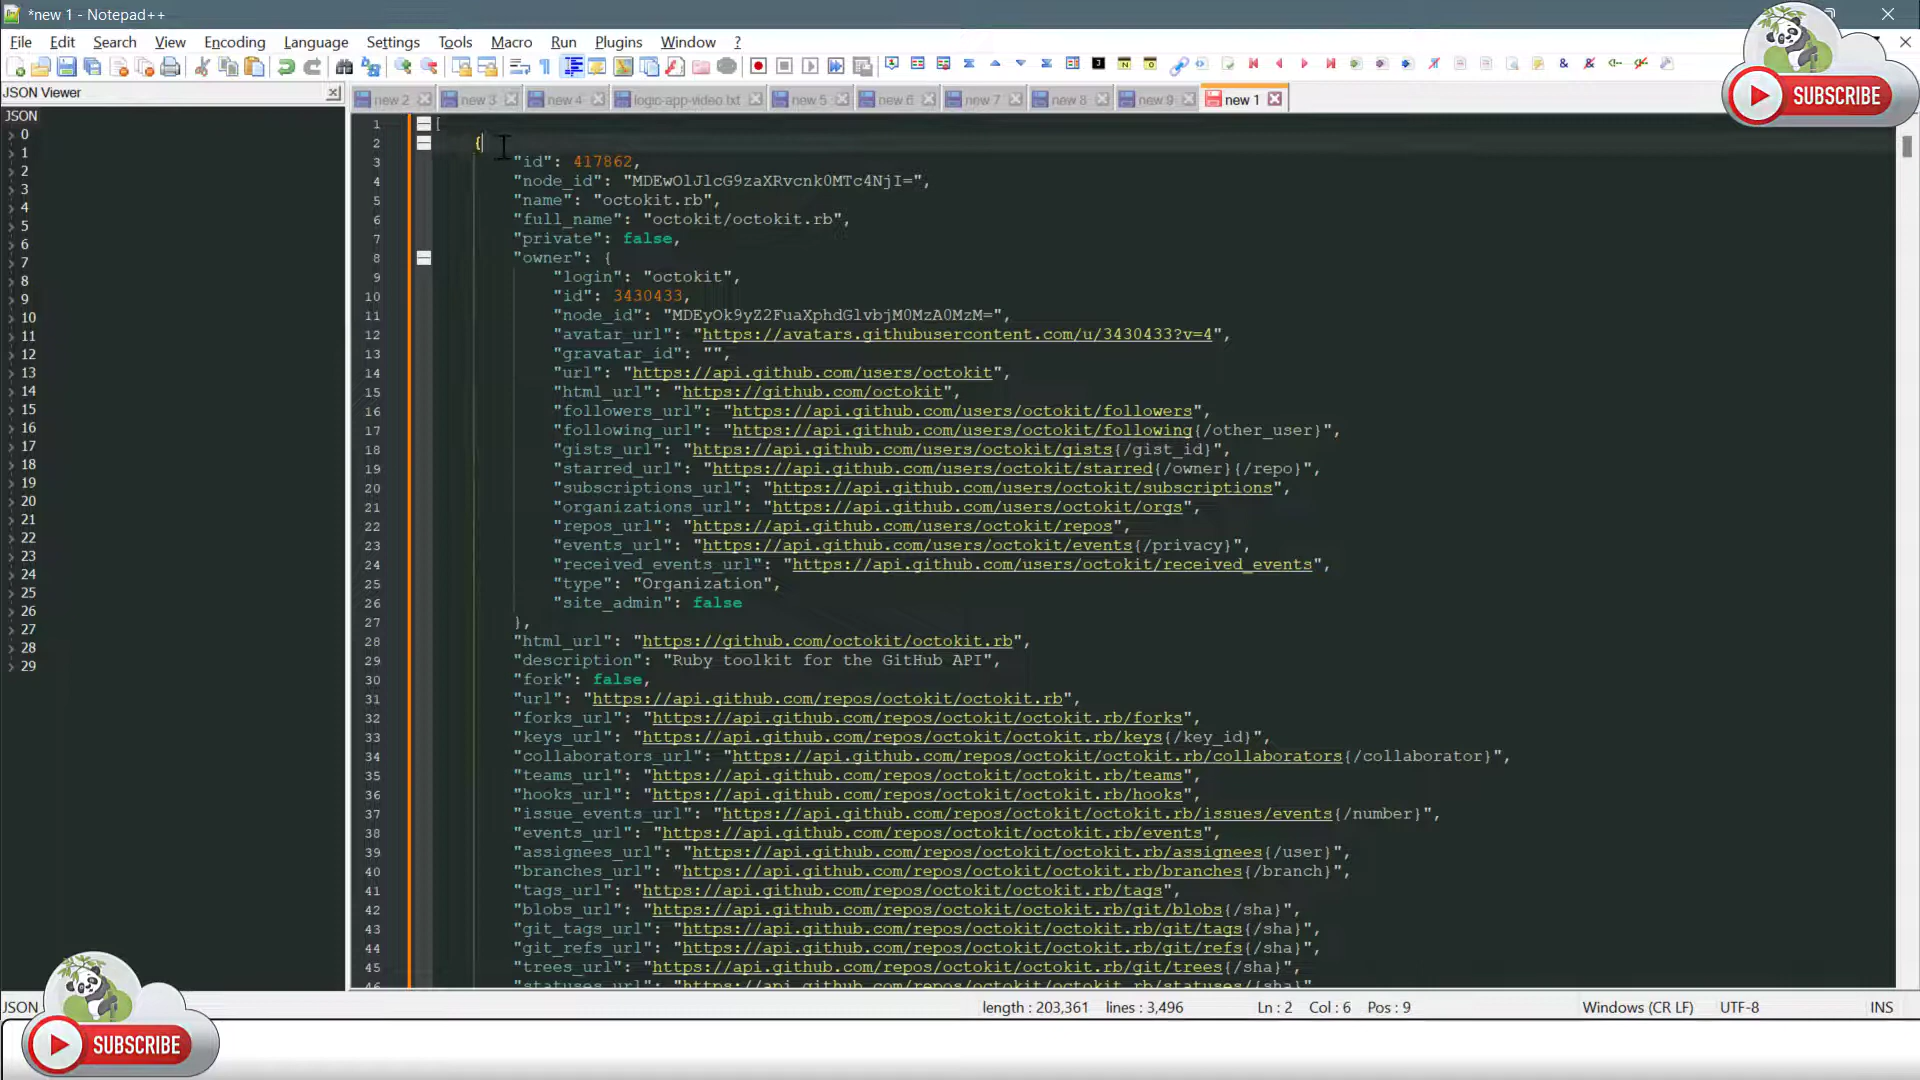 *new 1 - Notepad++
File Edit Search View Encoding Language Settings Tools Macro Run Plugins Window ?
SUBSCRIBE
JSON Viewer
new 2 new 3 new 4 logic-app-video.txt new 5 new 6 new 7 new 8 new 9 new 1
JSON
0
1
2
3
4
5
6
7
8
9
10
11
12
13
14
15
16
17
18
19
20
21
22
23
24
25
26
27
28
29
1 [
2 {
3 "id": 417862,
4 "node_id": "MDEwOlJlcG9zaXRvcnk0MTc4NjI=",
5 "name": "octokit.rb",
6 "full_name": "octokit/octokit.rb",
7 "private": false,
8 "owner": {
9 "login": "octokit",
10 "id": 3430433,
11 "node_id": "MDEyOk9yZ2FuaXphdGlvbjM0MzA0MzM=",
12 "avatar_url": "https://avatars.githubusercontent.com/u/3430433?v=4",
13 "gravatar_id": "",
14 "url": "https://api.github.com/users/octokit",
15 "html_url": "https://github.com/octokit",
16 "followers_url": "https://api.github.com/users/octokit/followers",
17 "following_url": "https://api.github.com/users/octokit/following{/other_user}",
18 "gists_url": "https://api.github.com/users/octokit/gists{/gist_id}",
19 "starred_url": "https://api.github.com/users/octokit/starred{/owner}{/repo}",
20 "subscriptions_url": "https://api.github.com/users/octokit/subscriptions",
21 "organizations_url": "https://api.github.com/users/octokit/orgs",
22 "repos_url": "https://api.github.com/users/octokit/repos",
23 "events_url": "https://api.github.com/users/octokit/events{/privacy}",
24 "received_events_url": "https://api.github.com/users/octokit/received_events",
25 "type": "Organization",
26 "site_admin": false
27 },
28 "html_url": "https://github.com/octokit/octokit.rb",
29 "description": "Ruby toolkit for the GitHub API",
30 "fork": false,
31 "url": "https://api.github.com/repos/octokit/octokit.rb",
32 "forks_url": "https://api.github.com/repos/octokit/octokit.rb/forks",
33 "keys_url": "https://api.github.com/repos/octokit/octokit.rb/keys{/key_id}",
34 "collaborators_url": "https://api.github.com/repos/octokit/octokit.rb/collaborators{/collaborator}",
35 "teams_url": "https://api.github.com/repos/octokit/octokit.rb/teams",
36 "hooks_url": "https://api.github.com/repos/octokit/octokit.rb/hooks",
37 "issue_events_url": "https://api.github.com/repos/octokit/octokit.rb/issues/events{/number}",
38 "events_url": "https://api.github.com/repos/octokit/octokit.rb/events",
39 "assignees_url": "https://api.github.com/repos/octokit/octokit.rb/assignees{/user}",
40 "branches_url": "https://api.github.com/repos/octokit/octokit.rb/branches{/branch}",
41 "tags_url": "https://api.github.com/repos/octokit/octokit.rb/tags",
42 "blobs_url": "https://api.github.com/repos/octokit/octokit.rb/git/blobs{/sha}",
43 "git_tags_url": "https://api.github.com/repos/octokit/octokit.rb/git/tags{/sha}",
44 "git_refs_url": "https://api.github.com/repos/octokit/octokit.rb/git/refs{/sha}",
45 "trees_url": "https://api.github.com/repos/octokit/octokit.rb/git/trees{/sha}",
46 "statuses_url": "https://api.github.com/repos/octokit/octokit.rb/statuses/{sha}",
JSON length : 203,361 lines : 3,496 Ln : 2 Col : 6 Pos : 9 Windows (CR LF) UTF-8 INS
SUBSCRIBE